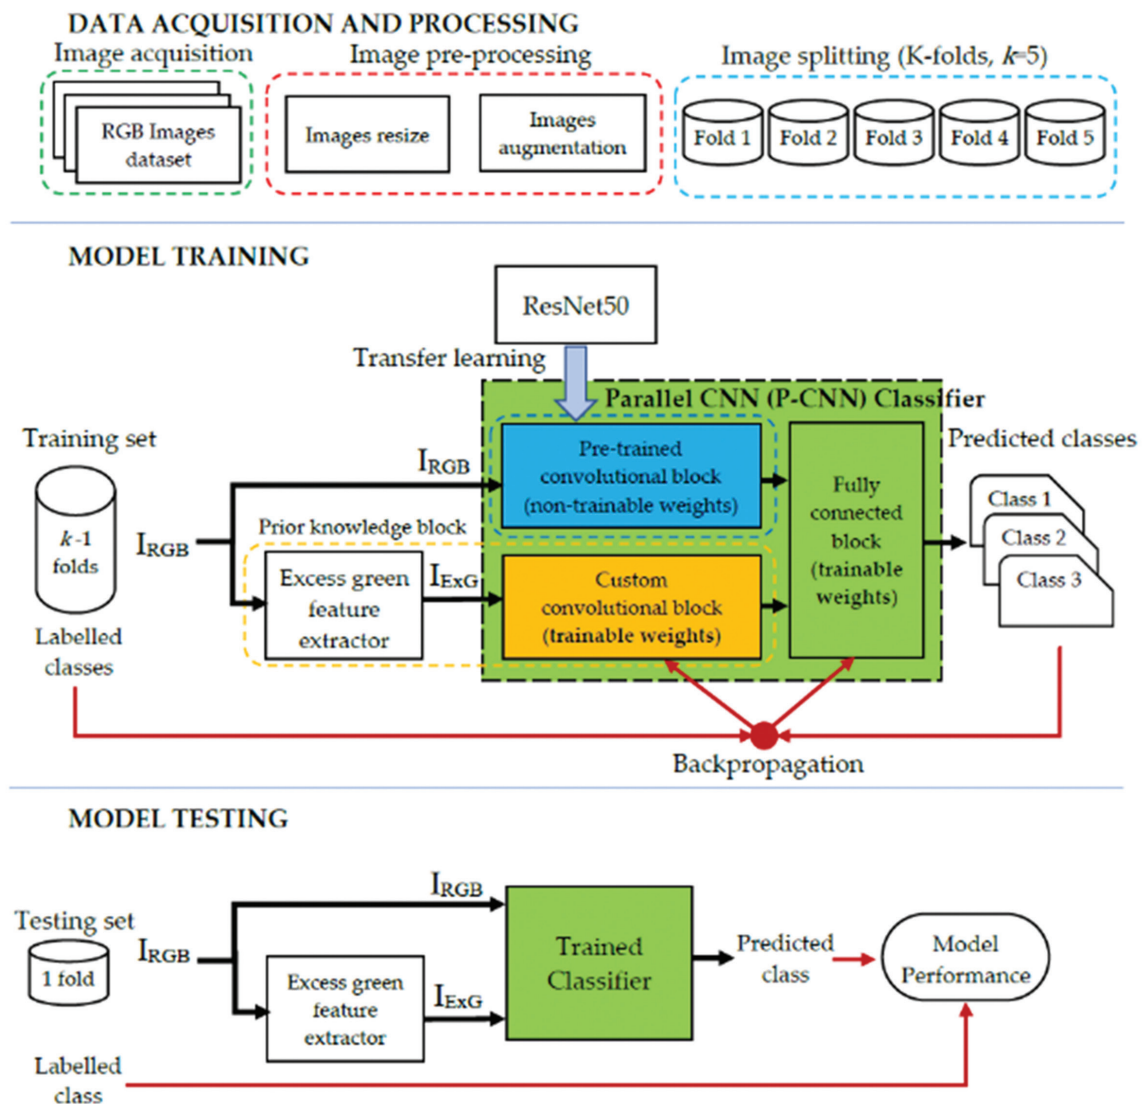 DATA ACQUISITION AND PROCESSING
Image acquisition
Image pre-processing
Image splitting (K-folds, k=5)
RGB Images
dataset
Images resize
Images
augmentation
Fold 1
Fold 2
Fold 3
Fold 4
Fold 5
MODEL TRAINING
ResNet50
Transfer learning
Parallel CNN (P-CNN) Classifier
Training set
k-1
folds
Labelled
classes
IRGB
IRGB
Prior knowledge block
Excess green
feature
extractor
IExG
Pre-trained
convolutional block
(non-trainable weights)
Custom
convolutional block
(trainable weights)
Fully
connected
block
(trainable
weights)
Predicted classes
Class 1
Class 2
Class 3
Backpropagation
MODEL TESTING
Testing set
1 fold
IRGB
IRGB
Excess green
feature
extractor
IExG
Trained
Classifier
Predicted
class
Model
Performance
Labelled
class